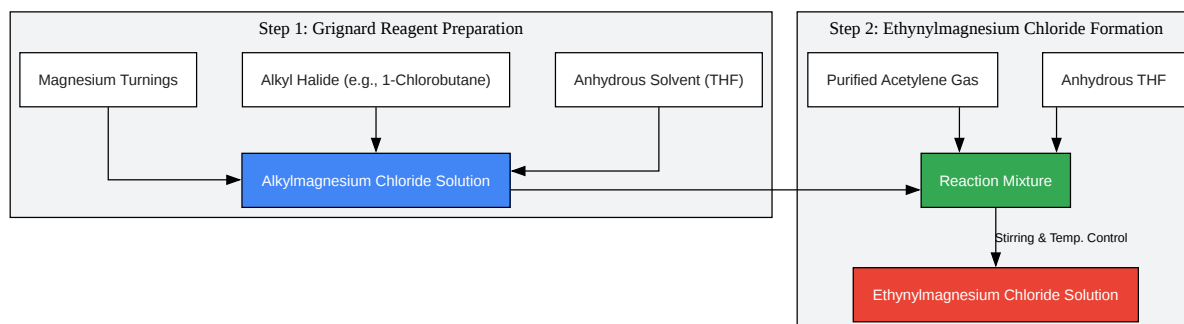 Step 1: Grignard Reagent Preparation
Magnesium Turnings
Alkyl Halide (e.g., 1-Chlorobutane)
Anhydrous Solvent (THF)
Alkylmagnesium Chloride Solution
Step 2: Ethynylmagnesium Chloride Formation
Purified Acetylene Gas
Anhydrous THF
Reaction Mixture
Stirring & Temp. Control
Ethynylmagnesium Chloride Solution